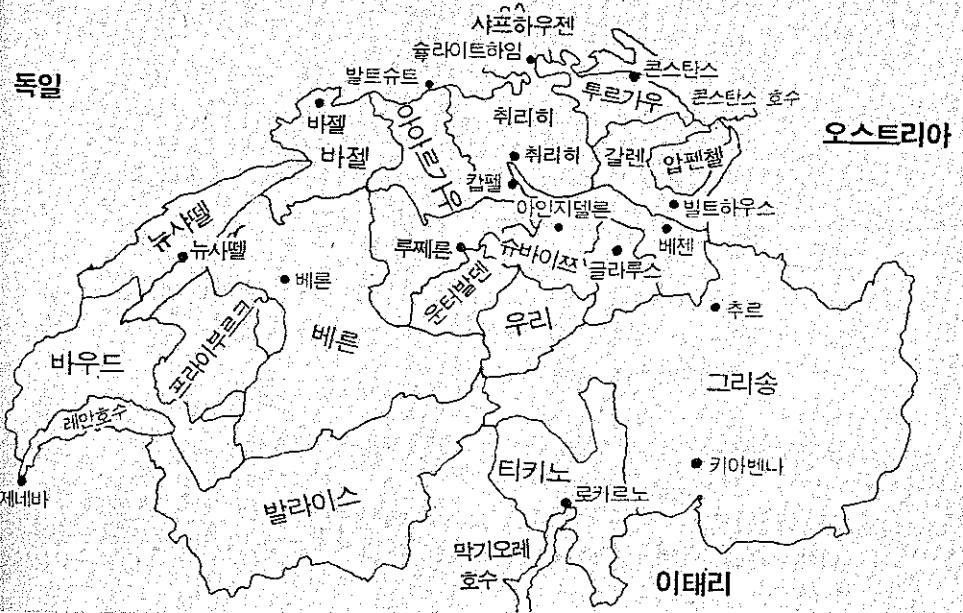 샤프하우젠
슐라이트하임
독일
발트슈트
콘스탄스
투르가우
콘스탄스 호수
바젤
바젤
아아르가우
취리히
오스트리아
취리히
갈렌
압펜첼
캅펠
아인지델른
빌트하우스
뉴샤뗄
뉴사뗄
루쩨른
슈바이쯔
글라루스
베젠
베른
운터발덴
우리
추르
바우드
프라이부르크
베른
그리송
레만호수
제네바
발라이스
티키노
키아벤나
로카르노
막기오레
호수
이태리